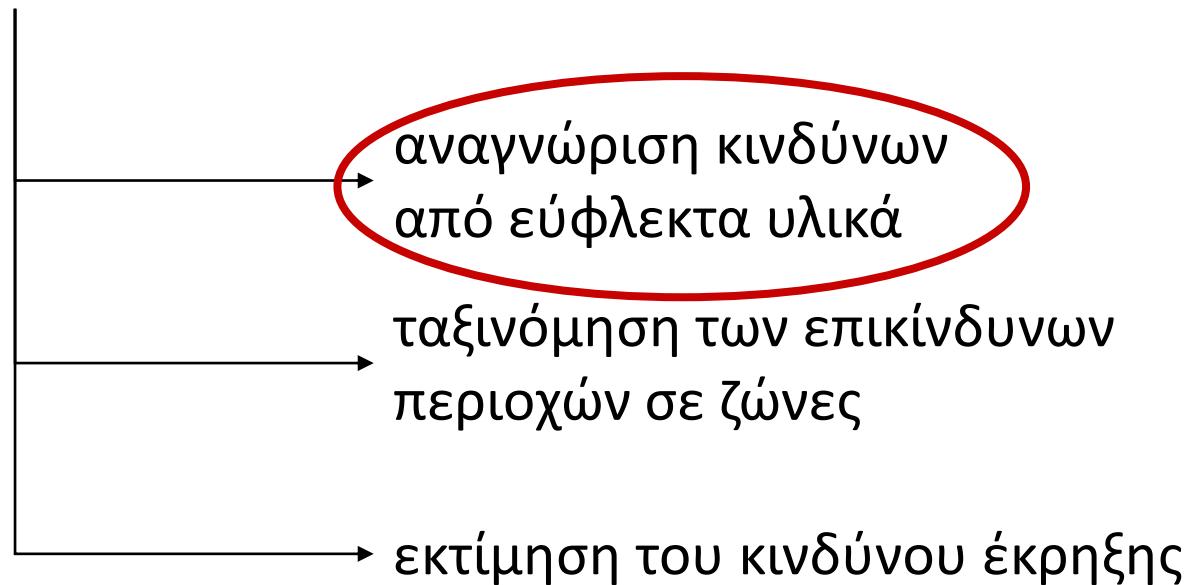 αναγνώριση κινδύνων
από εύφλεκτα υλικά
ταξινόμηση των επικίνδυνων
περιοχών σε ζώνες
εκτίμηση του κινδύνου έκρηξης